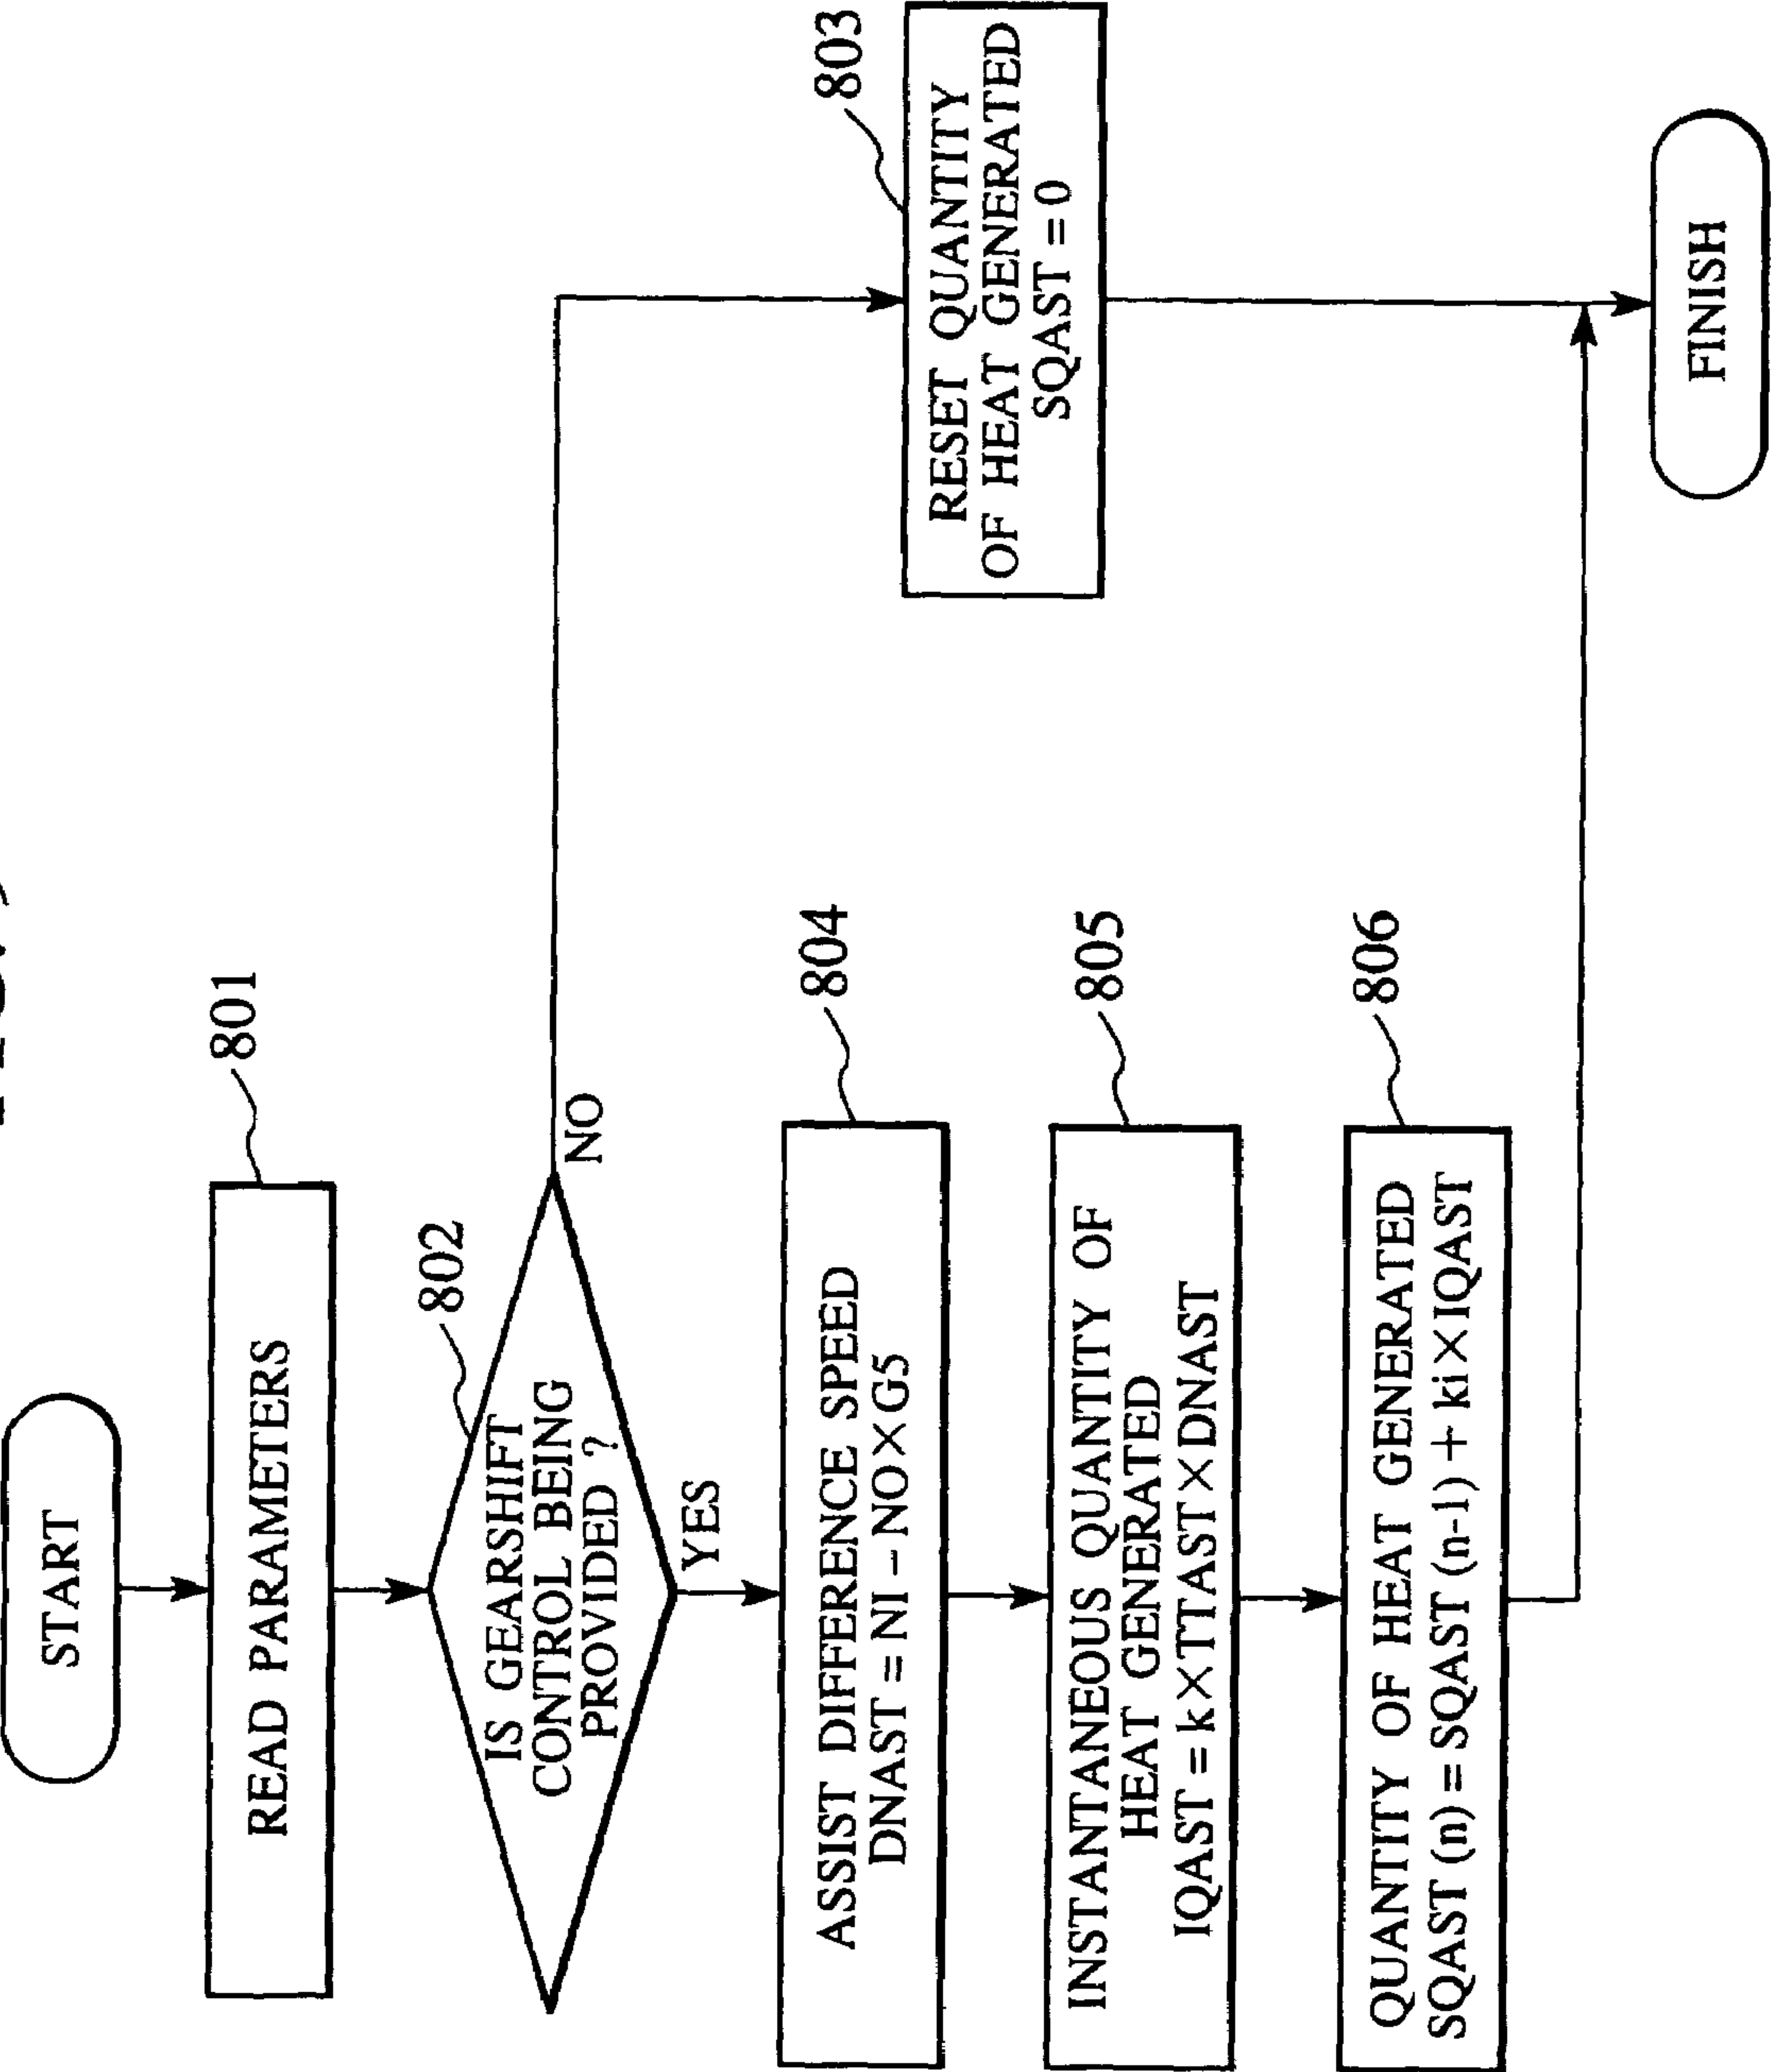 START
801
READ PARAMETERS
802
IS GEARSHIFT
CONTROL BEING
PROVIDED ?
NO
YES
803
RESET QUANTITY
OF HEAT GENERATED
SQAST = 0
804
ASSIST DIFFERENCE SPEED
DNAST = NI − NO×G5
805
INSTANTANEOUS QUANTITY OF
HEAT GENERATED
IQAST = k×TTAST×DNAST
806
QUANTITY OF HEAT GENERATED
SQAST (n) = SQAST (n-1) + ki×IQAST
FINISH